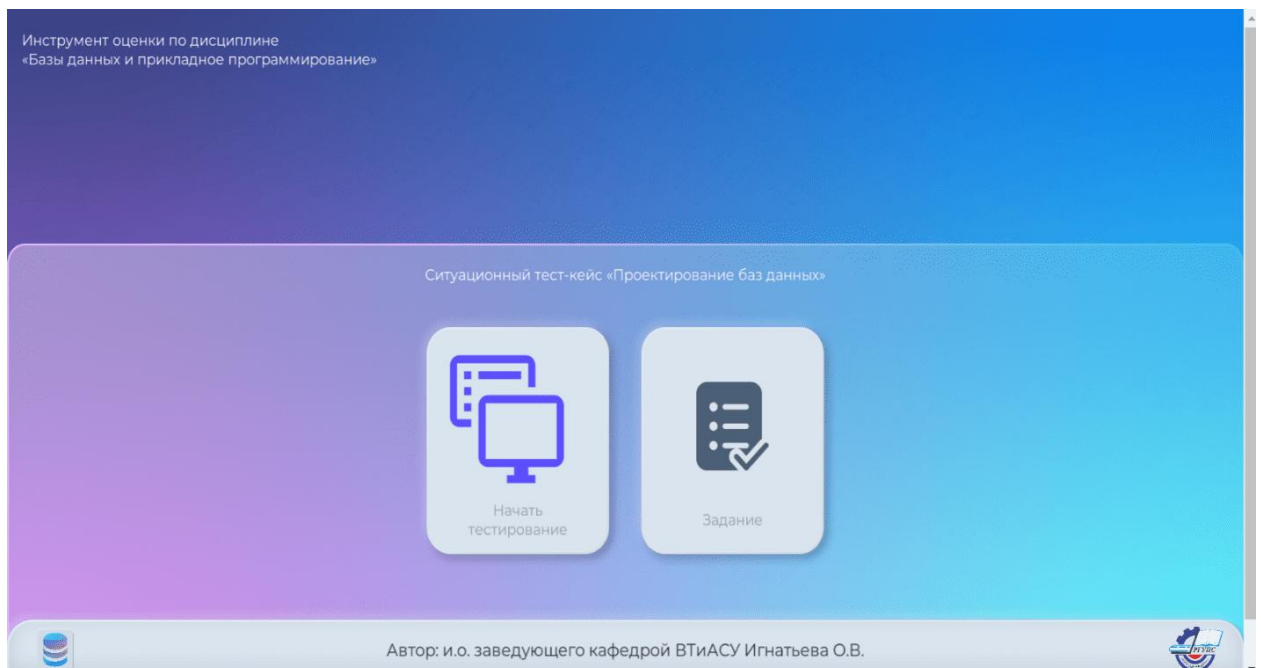 Инструмент оценки по дисциплине
«Базы данных и прикладное программирование»
Ситуационный тест-кейс «Проектирование баз данных»
Начать
тестирование
Задание
Автор: и.о. заведующего кафедрой ВТиАСУ Игнатьева О.В.
РГУПС